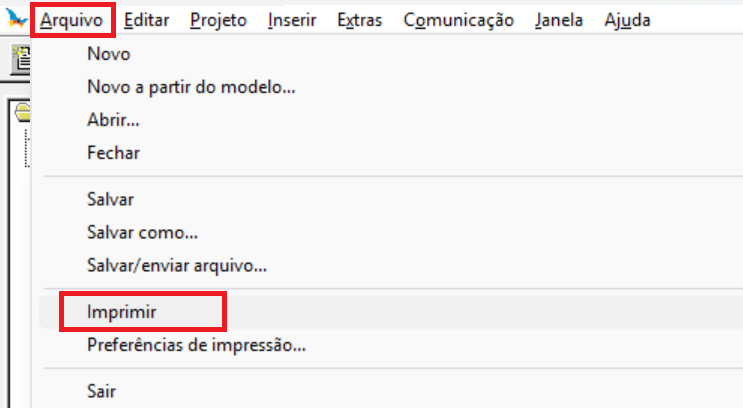 Arquivo Editar Projeto Inserir Extras Comunicação Janela Ajuda
Novo
Novo a partir do modelo...
Abrir...
Fechar
Salvar
Salvar como...
Salvar/enviar arquivo...
Imprimir
Preferências de impressão...
Sair